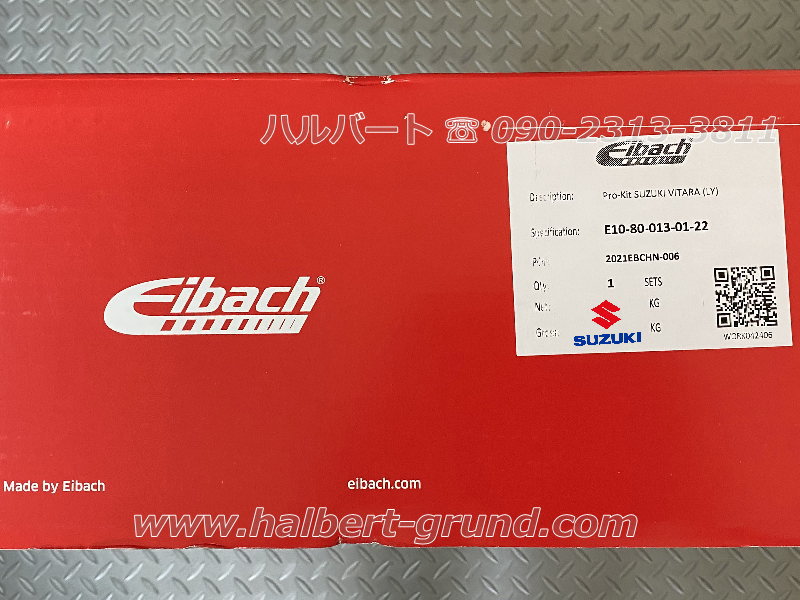 ハルバート ☎ 090-2313-3811
Eibach
Description: Pro-Kit SUZUKI VITARA (LY)
Specification: E10-80-013-01-22
2021EBCHN-006
Qty: 1 SETS
Net: KG
Gross: KG
SUZUKI
WORK042406
Eibach®
Made by Eibach
eibach.com
www.halbert-grund.com